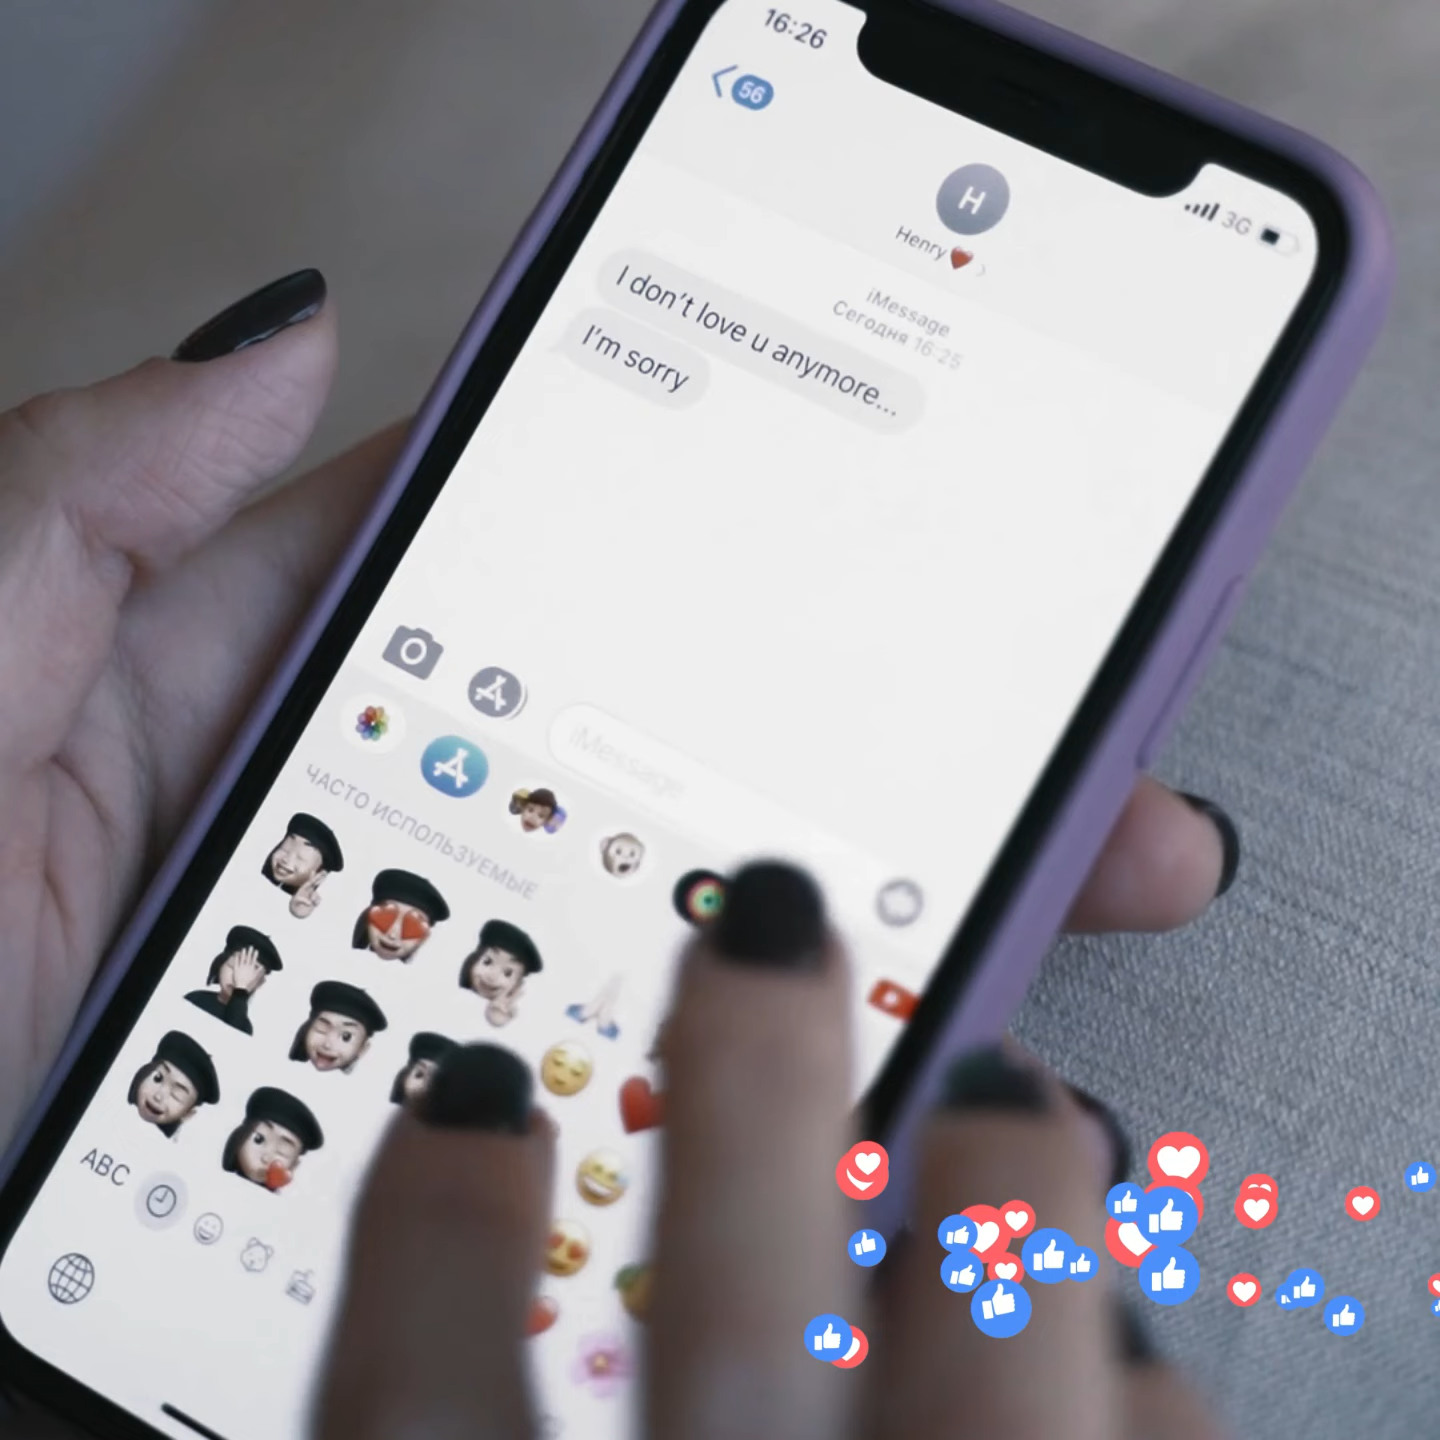 16:26
56
3G
H
Henry
iMessage
Сегодня 16:25
I don't love u anymore...
I'm sorry
iMessage
ЧАСТО ИСПОЛЬЗУЕМЫЕ
ABC